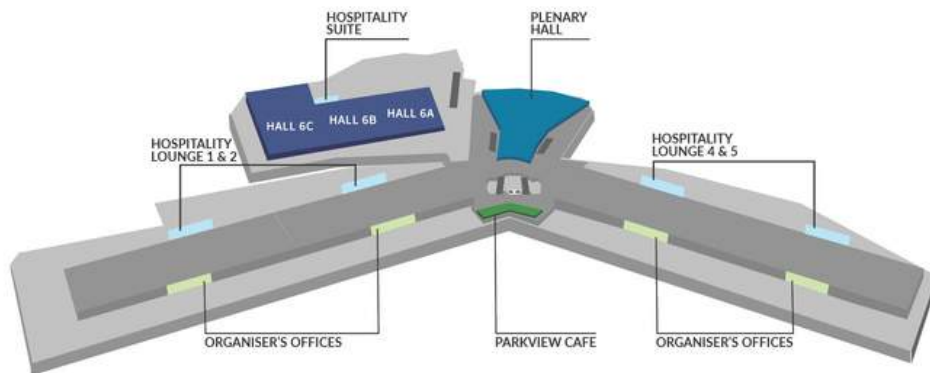 HOSPITALITY
SUITE
PLENARY
HALL
HALL 6C
HALL 6B
HALL 6A
HOSPITALITY
LOUNGE 1 & 2
HOSPITALITY
LOUNGE 4 & 5
ORGANISER'S OFFICES
PARKVIEW CAFE
ORGANISER'S OFFICES